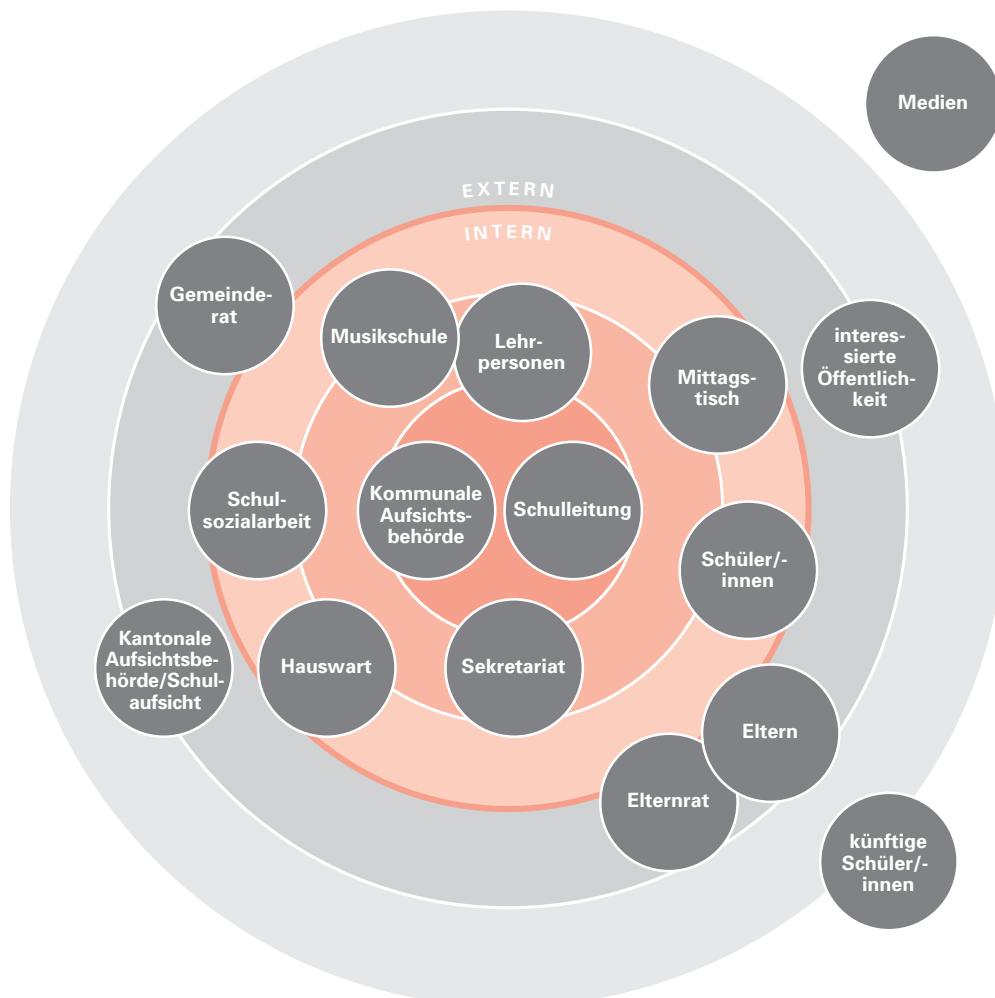 Medien
EXTERN
INTERN
Gemeinde-
rat
Musikschule
Lehr-
personen
Mittags-
tisch
interes-
sierte
Öffentlich-
keit
Schul-
sozialarbeit
Kommunale
Aufsichts-
behörde
Schulleitung
Schüler/-
innen
Kantonale
Aufsichtsbe-
hörde/Schul-
aufsicht
Hauswart
Sekretariat
Eltern
Elternrat
künftige
Schüler/-
innen